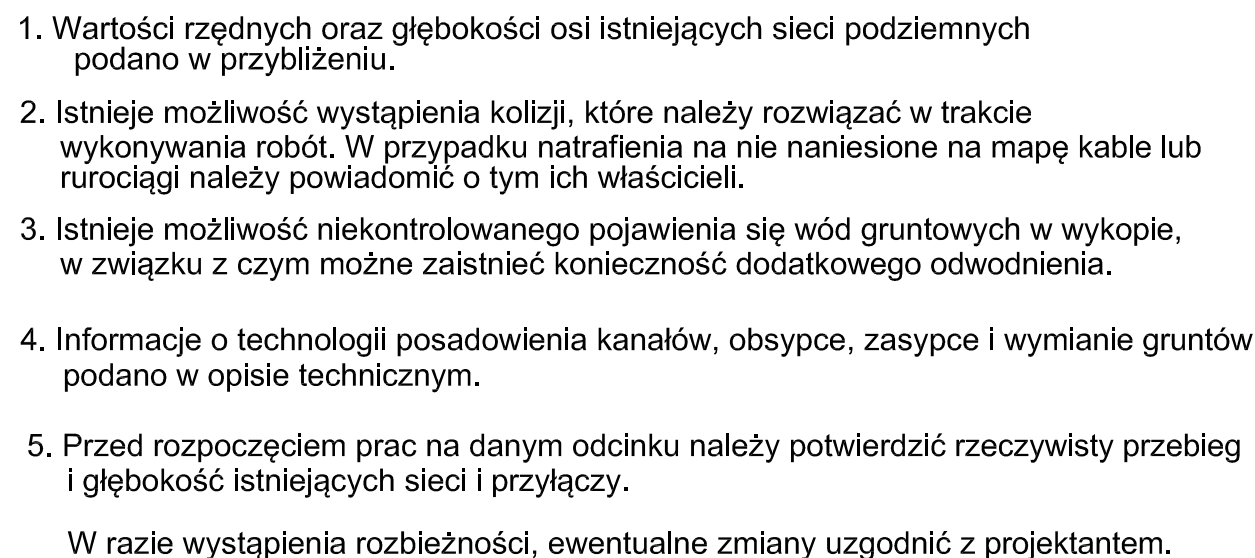 1. Wartości rzędnych oraz głębokości osi istniejących sieci podziemnych
podano w przybliżeniu.
2. Istnieje możliwość wystąpienia kolizji, które należy rozwiązać w trakcie
wykonywania robót. W przypadku natrafienia na nie naniesione na mapę kable lub
rurociągi należy powiadomić o tym ich właścicieli.
3. Istnieje możliwość niekontrolowanego pojawienia się wód gruntowych w wykopie,
w związku z czym możne zaistnieć konieczność dodatkowego odwodnienia.
4. Informacje o technologii posadowienia kanałów, obsypce, zasypce i wymianie gruntów
podano w opisie technicznym.
5. Przed rozpoczęciem prac na danym odcinku należy potwierdzić rzeczywisty przebieg
i głębokość istniejących sieci i przyłączy.
W razie wystąpienia rozbieżności, ewentualne zmiany uzgodnić z projektantem.